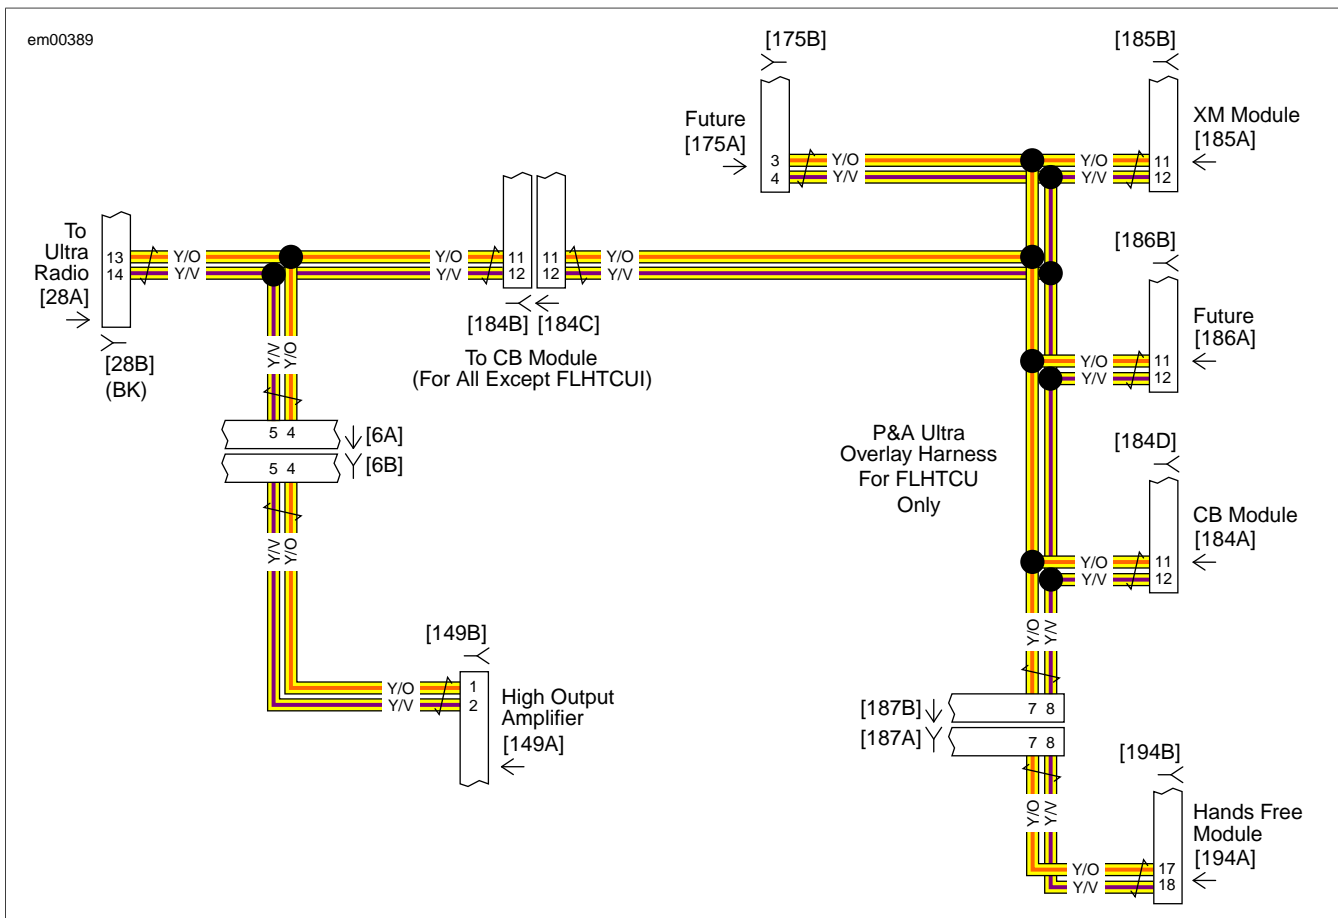 em00389
[175B]
[185B]
Future
[175A]
3
4
Y/O
Y/V
Y/O
Y/V
11
12
XM Module
[185A]
To
Ultra
Radio
[28A]
13
14
Y/O
Y/V
Y/O
Y/V
11
12
11
12
Y/O
Y/V
[28B]
(BK)
[184B]
[184C]
To CB Module
(For All Except FLHTCUI)
[186B]
Y/O
Y/V
11
12
Future
[186A]
Y/V
Y/O
5 4
[6A]
5 4
[6B]
Y/V
Y/O
P&A Ultra
Overlay Harness
For FLHTCU
Only
[184D]
Y/O
Y/V
11
12
CB Module
[184A]
[149B]
Y/O
Y/V
1
2
High Output
Amplifier
[149A]
Y/O
Y/V
[187B]
7 8
[187A]
7 8
Y/O
Y/V
[194B]
Y/O
Y/V
17
18
Hands Free
Module
[194A]